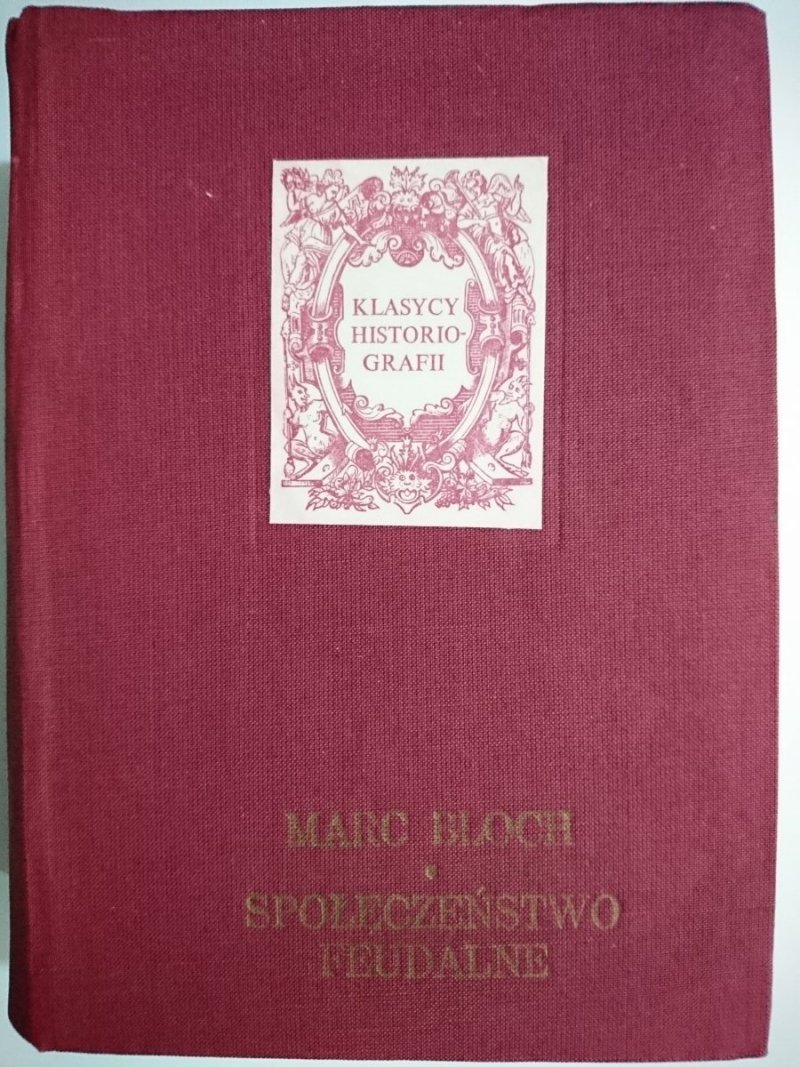 KLASYCY
HISTORIO-
GRAFII
MARC BLOCH
SPOŁECZEŃSTWO
FEUDALNE